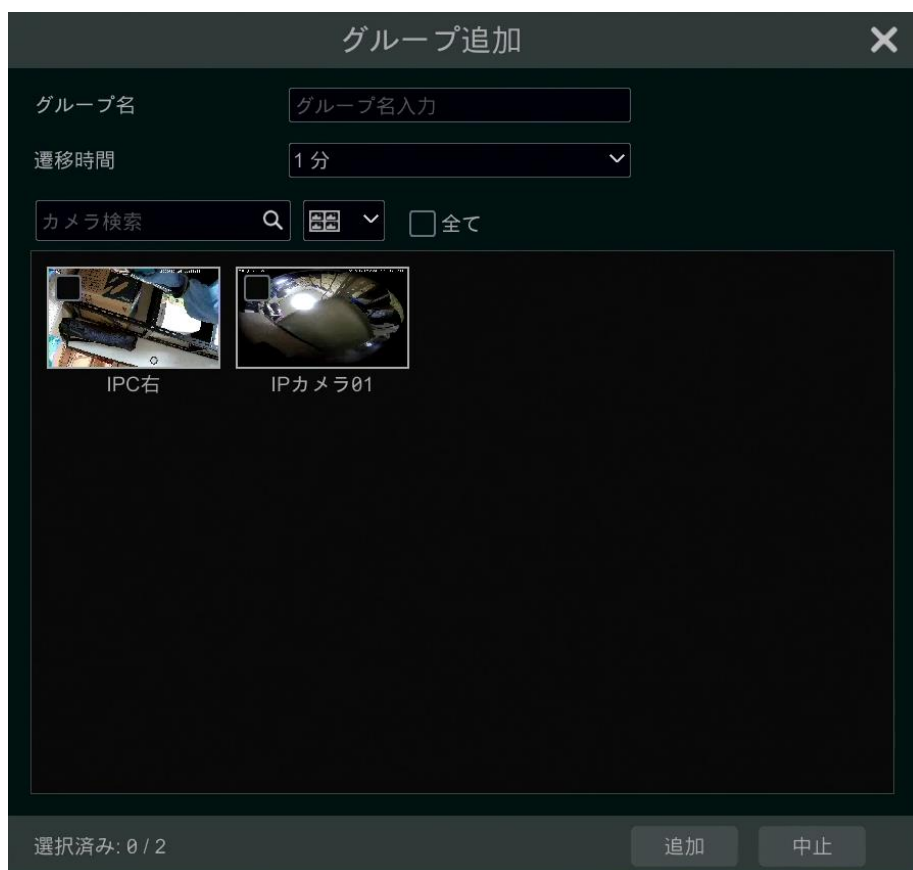 グループ追加
グループ名 グループ名入力
遷移時間 1 分
カメラ検索 全て
IPC右 IPカメラ01
選択済み: 0 / 2 追加 中止